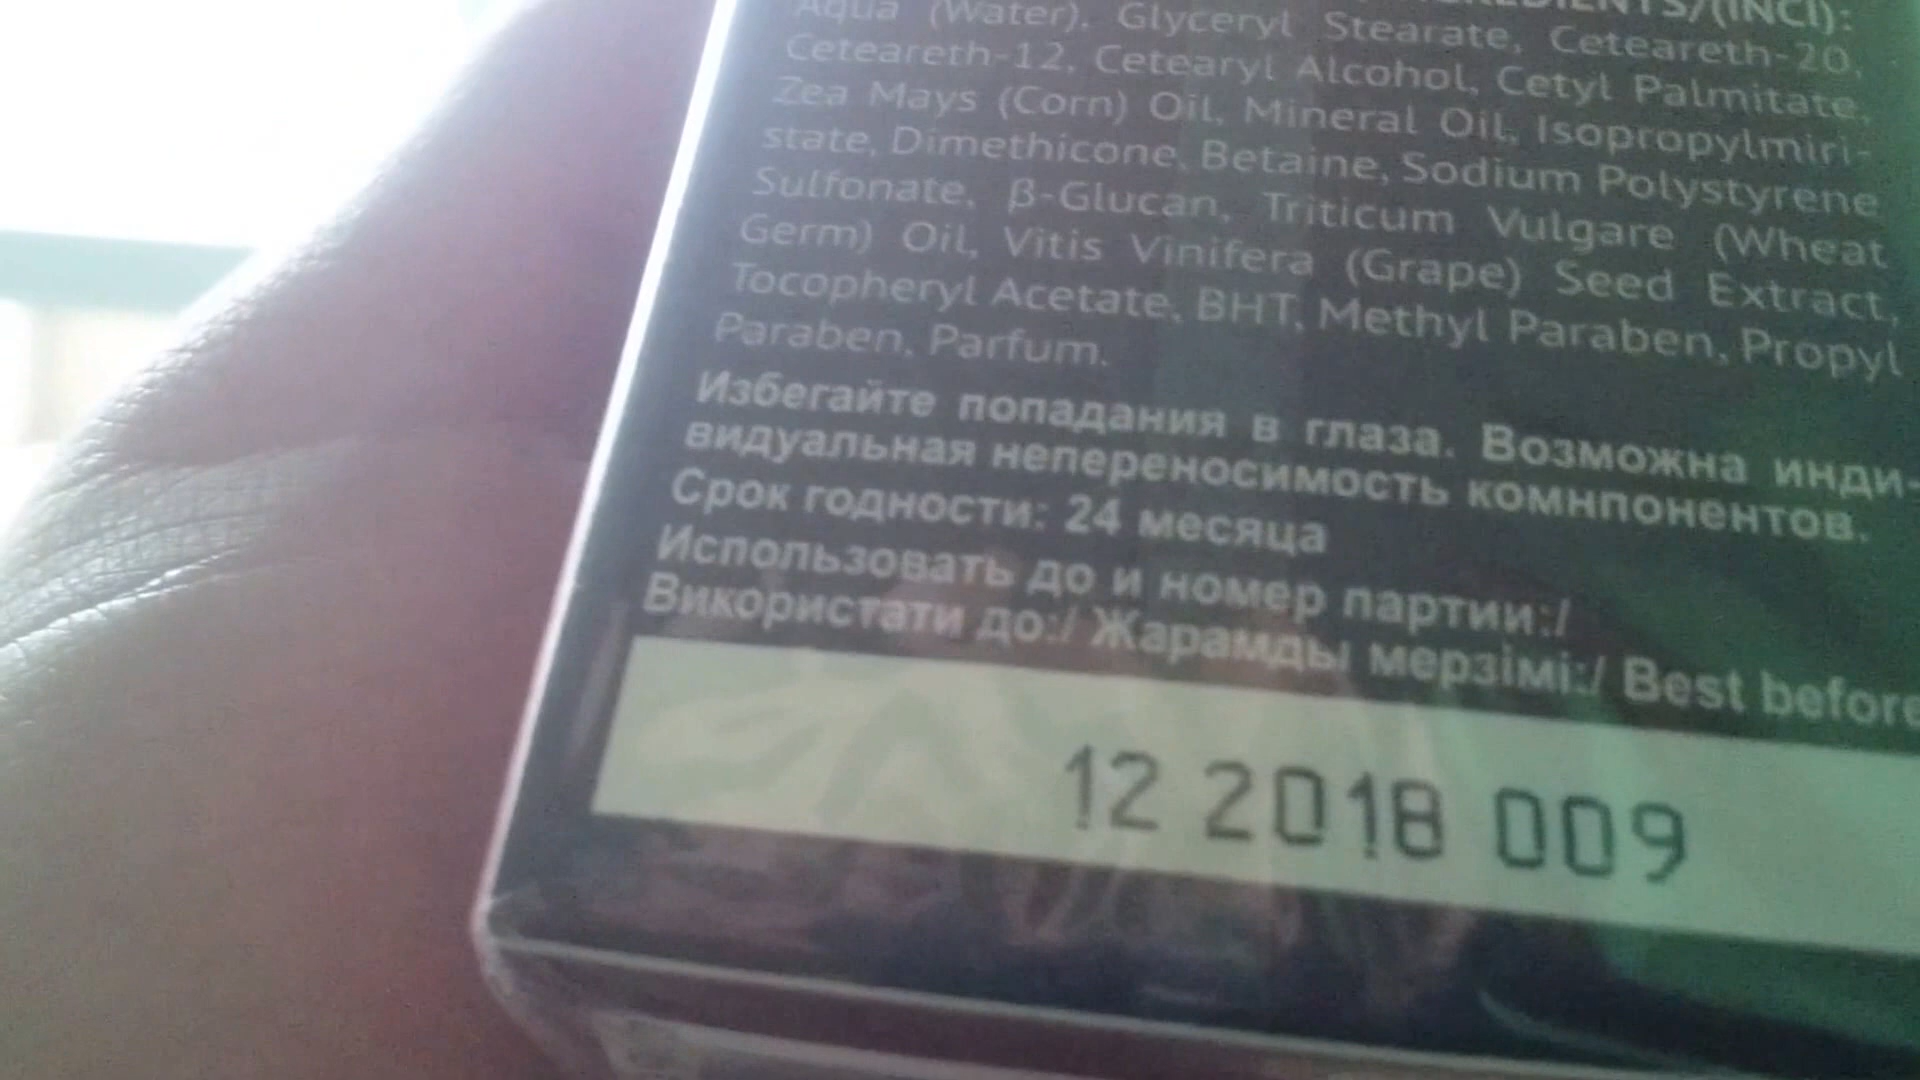 INGREDIENTS/(INCI):
Aqua (Water), Glyceryl Stearate, Ceteareth-20,
Ceteareth-12, Cetearyl Alcohol, Cetyl Palmitate,
Zea Mays (Corn) Oil, Mineral Oil, Isopropylmiri-
state, Dimethicone, Betaine, Sodium Polystyrene
Sulfonate, β-Glucan, Triticum Vulgare (Wheat
Germ) Oil, Vitis Vinifera (Grape) Seed Extract,
Tocopheryl Acetate, BHT, Methyl Paraben, Propyl
Paraben, Parfum.
Избегайте попадания в глаза. Возможна инди-
видуальная непереносимость комнпонентов.
Срок годности: 24 месяца
Использовать до и номер партии:/
Використати до:/ Жарамды мерзімі:/ Best before
12 2018 009